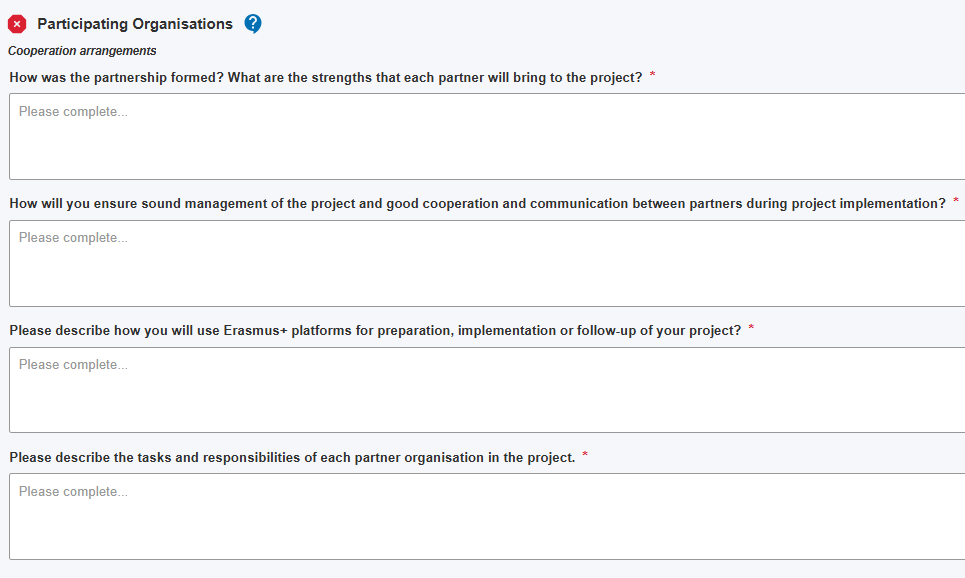 Participating Organisations ?
Cooperation arrangements
How was the partnership formed? What are the strengths that each partner will bring to the project? *
Please complete...
How will you ensure sound management of the project and good cooperation and communication between partners during project implementation? *
Please complete...
Please describe how you will use Erasmus+ platforms for preparation, implementation or follow-up of your project? *
Please complete...
Please describe the tasks and responsibilities of each partner organisation in the project. *
Please complete...